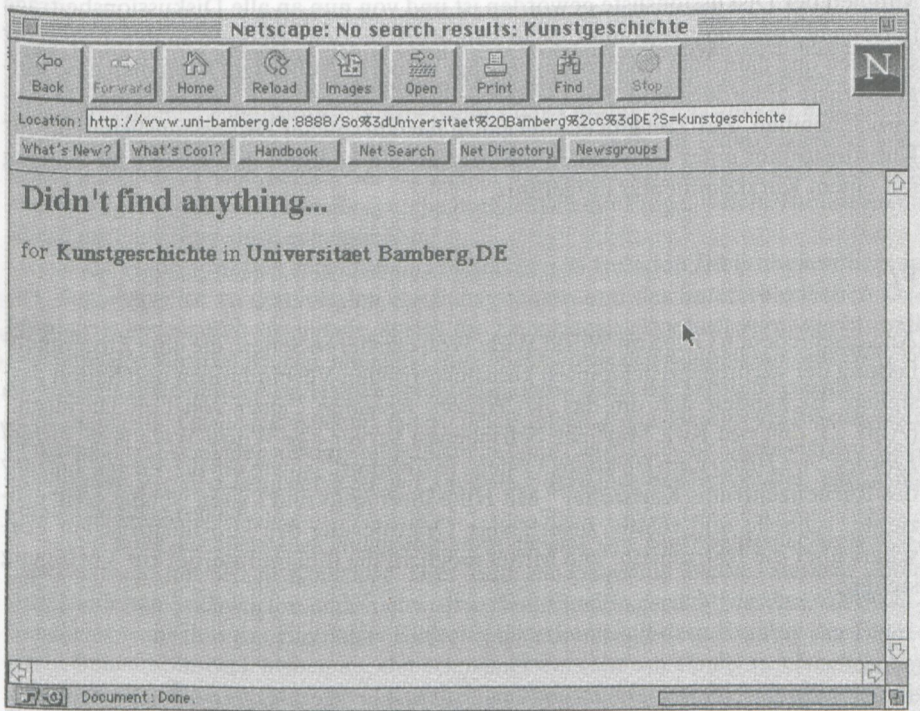 Netscape: No search results: Kunstgeschichte
Back Forward Home Reload Images Open Print Find Stop
N
Location: http://www.uni-bamberg.de:8888/So%3dUniversitaet%20Bamberg%2cc%3dDE?S=Kunstgeschichte
What's New? What's Cool? Handbook Net Search Net Directory Newsgroups
Didn't find anything...
for Kunstgeschichte in Universitaet Bamberg,DE
Document: Done.